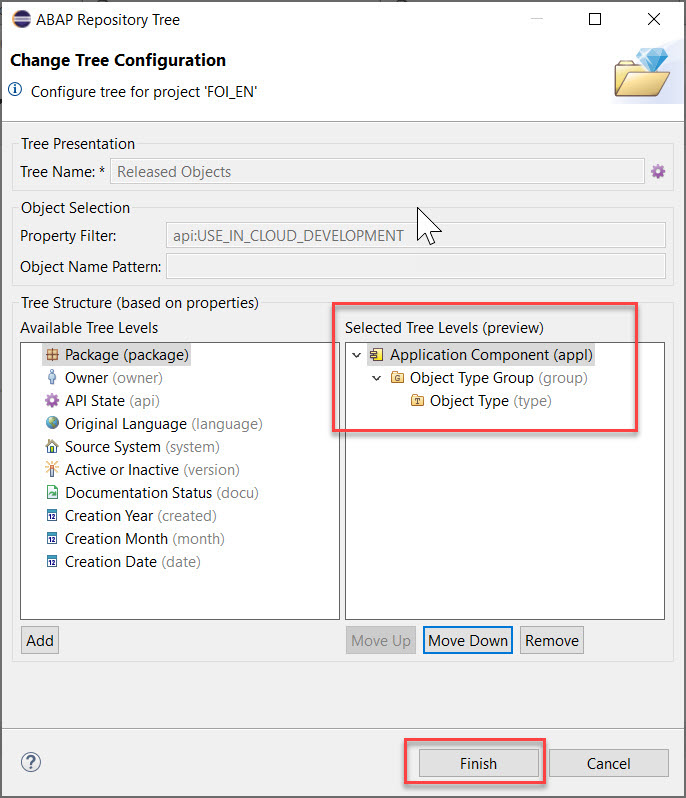 ABAP Repository Tree
Change Tree Configuration
Configure tree for project 'FOI_EN'
Tree Presentation
Tree Name: * Released Objects
Object Selection
Property Filter: api:USE_IN_CLOUD_DEVELOPMENT
Object Name Pattern:
Tree Structure (based on properties)
Available Tree Levels
Package (package)
Owner (owner)
API State (api)
Original Language (language)
Source System (system)
Active or Inactive (version)
Documentation Status (docu)
Creation Year (created)
Creation Month (month)
Creation Date (date)
Add
Selected Tree Levels (preview)
Application Component (appl)
Object Type Group (group)
Object Type (type)
Move Up Move Down Remove
Finish Cancel